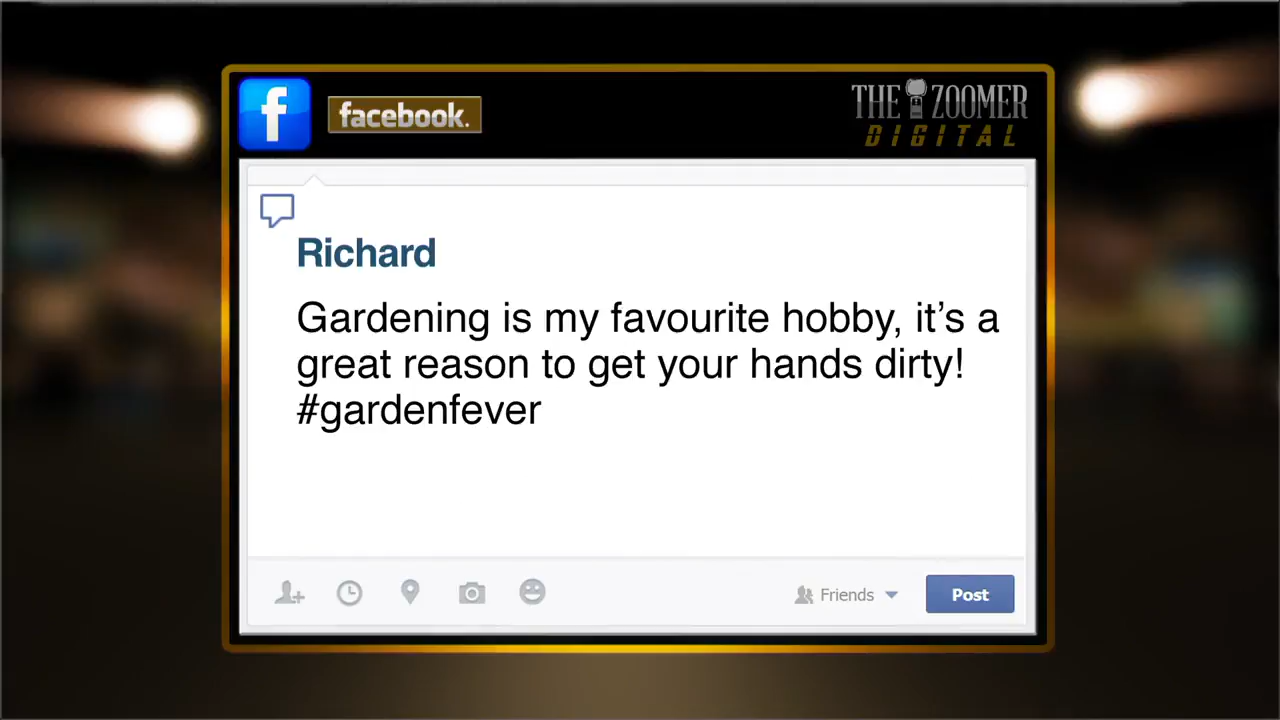 f facebook.
THE ZOOMER
DIGITAL
Richard
Gardening is my favourite hobby, it’s a
great reason to get your hands dirty!
#gardenfever
Friends
Post